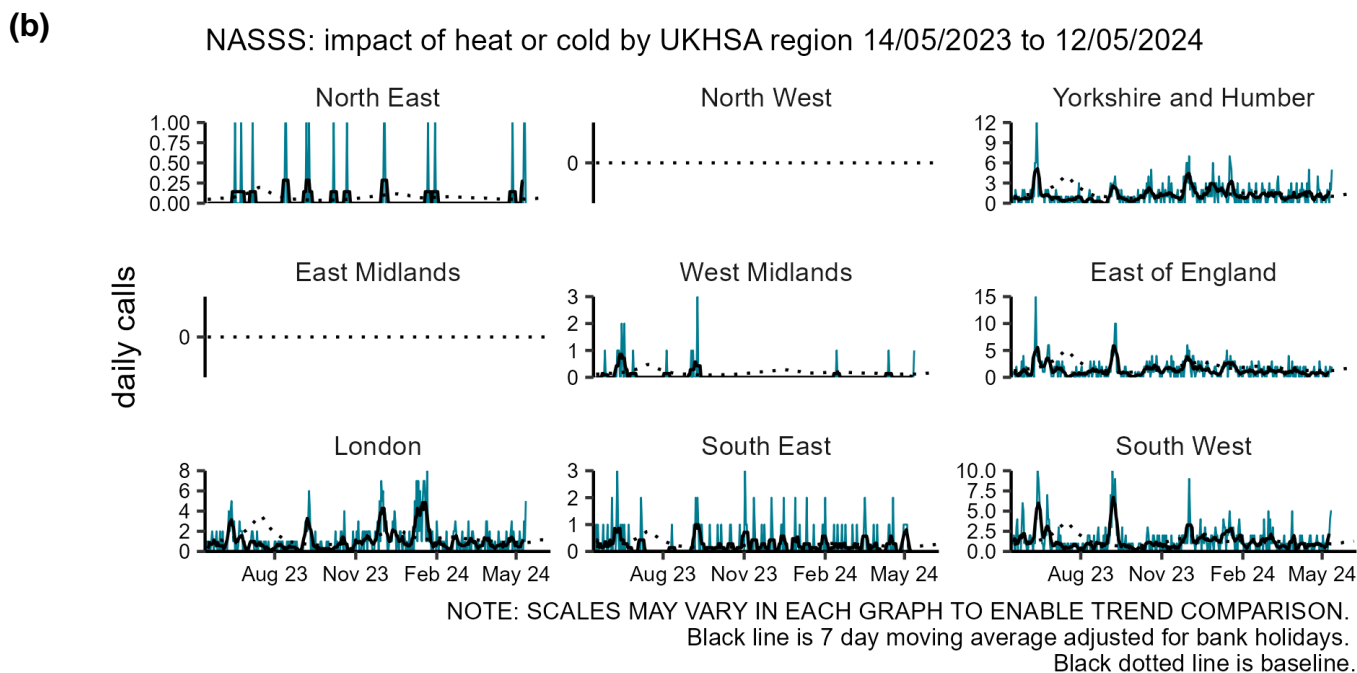 (b)
NASSS: impact of heat or cold by UKHSA region 14/05/2023 to 12/05/2024
North East
1.00
0.75
0.50
0.25
0.00
North West
0
Yorkshire and Humber
12
9
6
3
0
daily calls
East Midlands
0
West Midlands
3
2
1
0
East of England
15
10
5
0
London
8
6
4
2
0
Aug 23 Nov 23 Feb 24 May 24
South East
3
2
1
0
Aug 23 Nov 23 Feb 24 May 24
South West
10.0
7.5
5.0
2.5
0.0
Aug 23 Nov 23 Feb 24 May 24
NOTE: SCALES MAY VARY IN EACH GRAPH TO ENABLE TREND COMPARISON.
Black line is 7 day moving average adjusted for bank holidays.
Black dotted line is baseline.